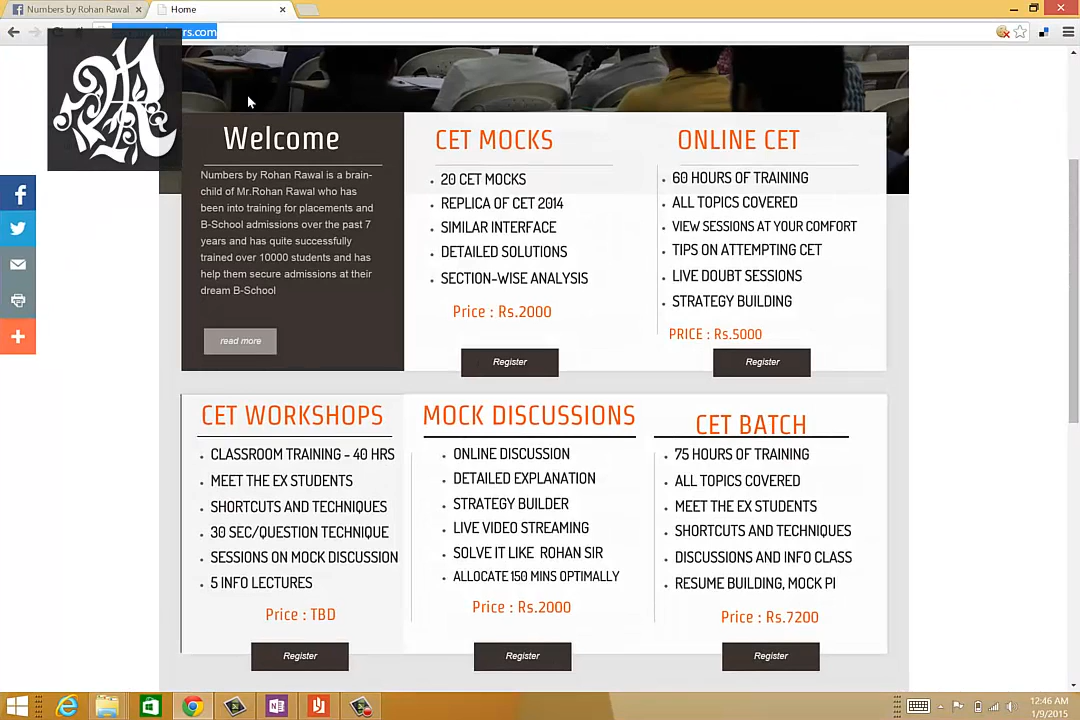 Numbers by Rohan Rawal
Home
rs.com
Welcome
Numbers by Rohan Rawal is a brain-
child of Mr.Rohan Rawal who has
been into training for placements and
B-School admissions over the past 7
years and has quite successfully
trained over 10000 students and has
help them secure admissions at their
dream B-School
read more
CET MOCKS
20 CET MOCKS
REPLICA OF CET 2014
SIMILAR INTERFACE
DETAILED SOLUTIONS
SECTION-WISE ANALYSIS
Price : Rs.2000
Register
ONLINE CET
60 HOURS OF TRAINING
ALL TOPICS COVERED
VIEW SESSIONS AT YOUR COMFORT
TIPS ON ATTEMPTING CET
LIVE DOUBT SESSIONS
STRATEGY BUILDING
PRICE : Rs.5000
Register
CET WORKSHOPS
CLASSROOM TRAINING - 40 HRS
MEET THE EX STUDENTS
SHORTCUTS AND TECHNIQUES
30 SEC/QUESTION TECHNIQUE
SESSIONS ON MOCK DISCUSSION
5 INFO LECTURES
Price : TBD
Register
MOCK DISCUSSIONS
ONLINE DISCUSSION
DETAILED EXPLANATION
STRATEGY BUILDER
LIVE VIDEO STREAMING
SOLVE IT LIKE ROHAN SIR
ALLOCATE 150 MINS OPTIMALLY
Price : Rs.2000
Register
CET BATCH
75 HOURS OF TRAINING
ALL TOPICS COVERED
MEET THE EX STUDENTS
SHORTCUTS AND TECHNIQUES
DISCUSSIONS AND INFO CLASS
RESUME BUILDING, MOCK PI
Price : Rs.7200
Register
12:46 AM
1/9/2015